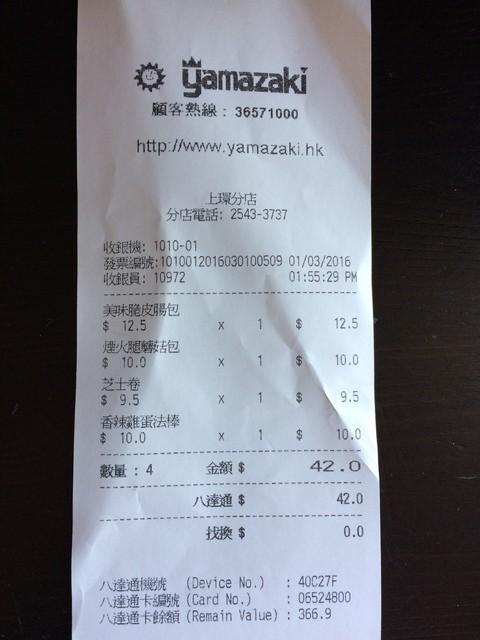 yamazaki
顧客熱線: 36571000
http://www.yamazaki.hk
上環分店
分店電話: 2543-3737
收銀機: 1010-01
發票編號:1010012016030100509 01/03/2016
收銀員: 10972 01:55:29 PM
美味脆皮腸包
$ 12.5 x 1 $ 12.5
煙火腿蘑菇包
$ 10.0 x 1 $ 10.0
芝士卷
$ 9.5 x 1 $ 9.5
香辣雞蛋法棒
$ 10.0 x 1 $ 10.0
數量 : 4 金額 $ 42.0
八達通 $ 42.0
找換 $ 0.0
八達通機號 (Device No.) : 40C27F
八達通卡編號 (Card No.) : 06524800
八達通卡餘額 (Remain Value) : 366.9